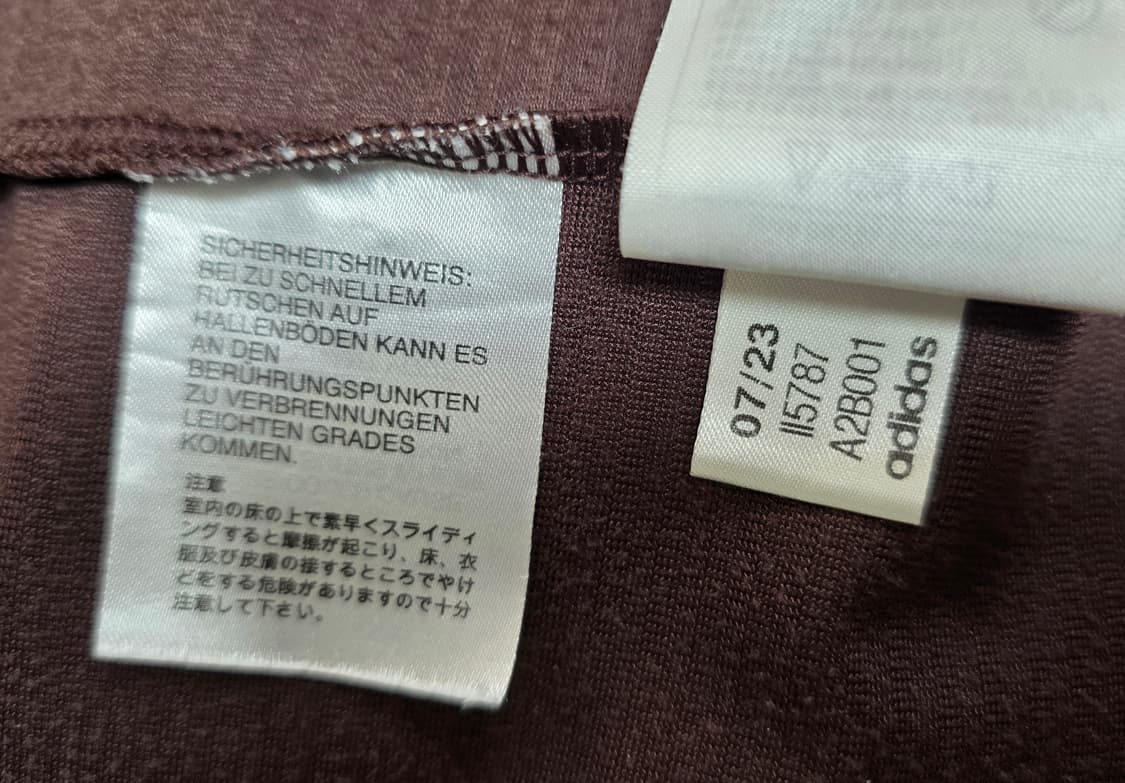 SICHERHEITSHINWEIS:
BEI ZU SCHNELLEM
RUTSCHEN AUF
HALLENBÖDEN KANN ES
AN DEN
BERÜHRUNGSPUNKTEN
ZU VERBRENNUNGEN
LEICHTEN GRADES
KOMMEN.
注意
室内の床の上で素早くスライディ
ングすると摩擦が起こり、床、衣
服及び皮膚の接するところでやけ
どをする危険がありますので十分
注意して下さい。
07/23
II5787
A2B001
adidas